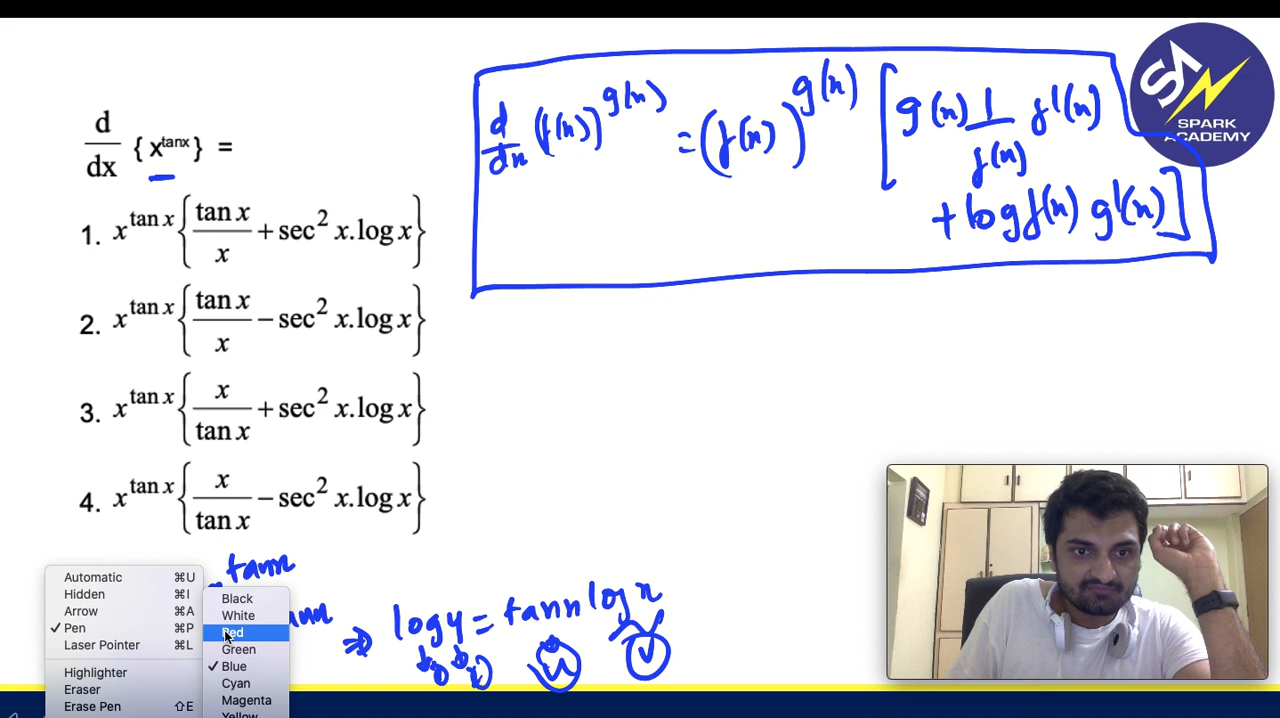 d/dx { x^tanx } =
1. x^tan x { tan x / x + sec² x.log x }
2. x^tan x { tan x / x − sec² x.log x }
3. x^tan x { x / tan x + sec² x.log x }
4. x^tan x { x / tan x − sec² x.log x }
d/dx (f(x))^g(x) = (f(x))^g(x) [ g(x) 1/f(x) f'(x)
+ log f(x) g'(x) ]
SPARK
ACADEMY
tanx
⇒ log y = tanx log x
u v
Automatic ⌘U
Hidden ⌘I
Arrow ⌘A
✓ Pen ⌘P
Laser Pointer ⌘L
Highlighter
Eraser
Erase Pen ⇧E
Black
White
Red
Green
✓ Blue
Cyan
Magenta
Yellow